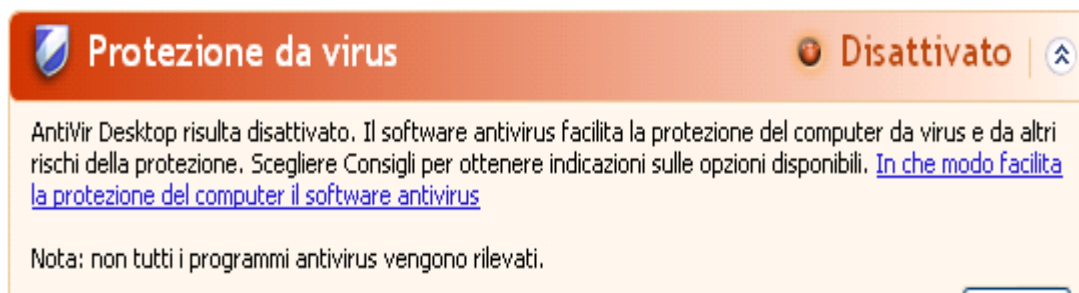 Protezione da virus
Disattivato
AntiVir Desktop risulta disattivato. Il software antivirus facilita la protezione del computer da virus e da altri
rischi della protezione. Scegliere Consigli per ottenere indicazioni sulle opzioni disponibili. In che modo facilita
la protezione del computer il software antivirus
Nota: non tutti i programmi antivirus vengono rilevati.